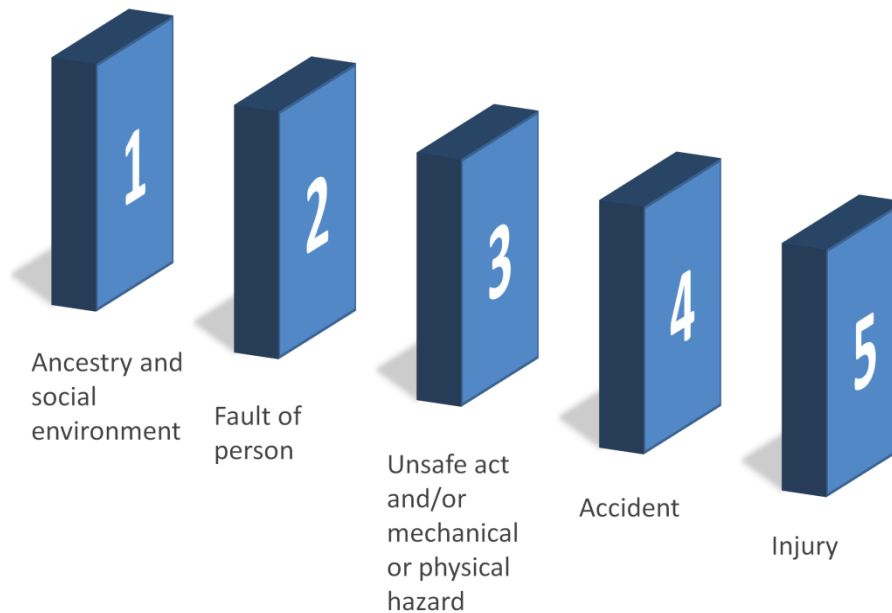 1
Ancestry and
social
environment
2
Fault of
person
3
Unsafe act
and/or
mechanical
or physical
hazard
4
Accident
5
Injury